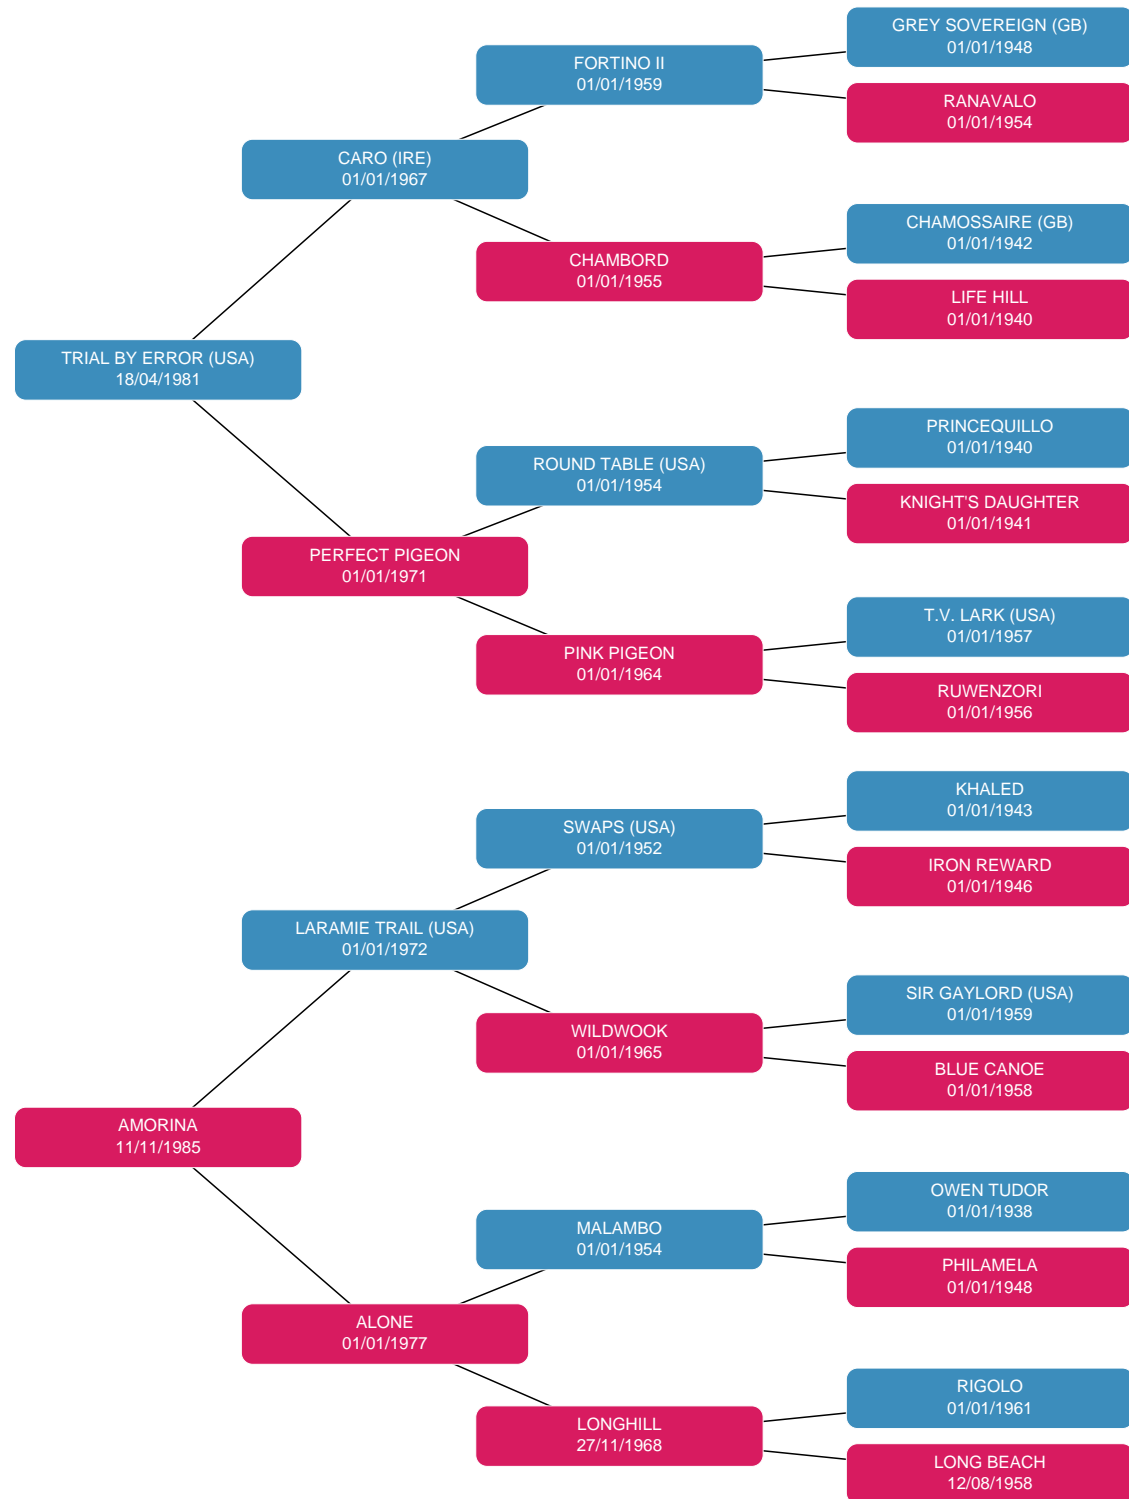 GREY SOVEREIGN (GB)
01/01/1948
FORTINO II
01/01/1959
RANAVALO
01/01/1954
CARO (IRE)
01/01/1967
CHAMOSSAIRE (GB)
01/01/1942
CHAMBORD
01/01/1955
LIFE HILL
01/01/1940
TRIAL BY ERROR (USA)
18/04/1981
PRINCEQUILLO
01/01/1940
ROUND TABLE (USA)
01/01/1954
KNIGHT'S DAUGHTER
01/01/1941
PERFECT PIGEON
01/01/1971
T.V. LARK (USA)
01/01/1957
PINK PIGEON
01/01/1964
RUWENZORI
01/01/1956
KHALED
01/01/1943
SWAPS (USA)
01/01/1952
IRON REWARD
01/01/1946
LARAMIE TRAIL (USA)
01/01/1972
SIR GAYLORD (USA)
01/01/1959
WILDWOOK
01/01/1965
BLUE CANOE
01/01/1958
AMORINA
11/11/1985
OWEN TUDOR
01/01/1938
MALAMBO
01/01/1954
PHILAMELA
01/01/1948
ALONE
01/01/1977
RIGOLO
01/01/1961
LONGHILL
27/11/1968
LONG BEACH
12/08/1958